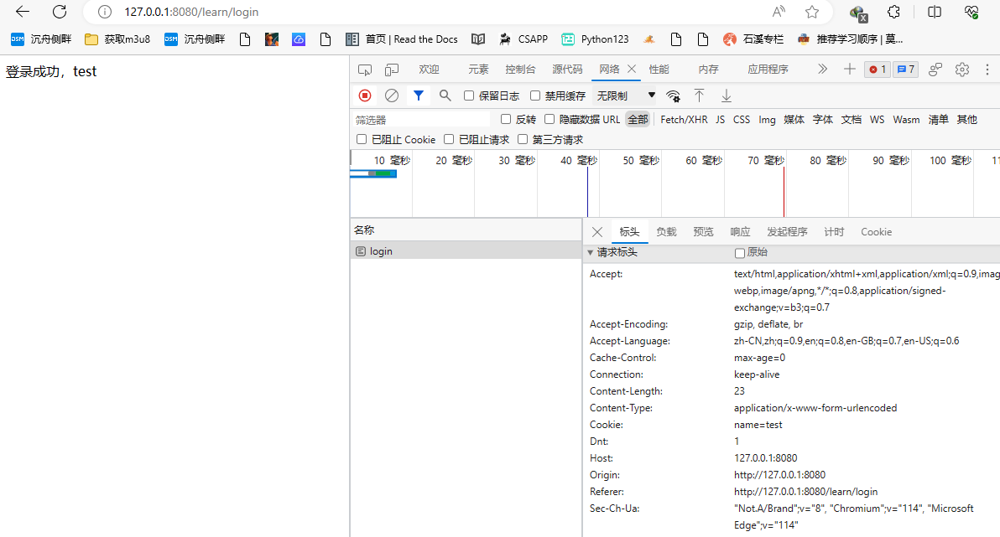 127.0.0.1:8080/learn/login
沉舟侧畔 获取m3u8 沉舟侧畔 首页 | Read the Docs CSAPP Python123 石溪专栏 推荐学习顺序 | 莫...
登录成功，test
欢迎 元素 控制台 源代码 网络 性能 内存 应用程序 1 7
保留日志 禁用缓存 无限制
筛选器 反转 隐藏数据 URL 全部 Fetch/XHR JS CSS Img 媒体 字体 文档 WS Wasm 清单 其他
已阻止 Cookie 已阻止请求 第三方请求
10 毫秒 20 毫秒 30 毫秒 40 毫秒 50 毫秒 60 毫秒 70 毫秒 80 毫秒 90 毫秒 100 毫秒 11
名称
login
标头 负载 预览 响应 发起程序 计时 Cookie
请求标头 原始
Accept: text/html,application/xhtml+xml,application/xml;q=0.9,imag
webp,image/apng,*/*;q=0.8,application/signed-
exchange;v=b3;q=0.7
Accept-Encoding: gzip, deflate, br
Accept-Language: zh-CN,zh;q=0.9,en;q=0.8,en-GB;q=0.7,en-US;q=0.6
Cache-Control: max-age=0
Connection: keep-alive
Content-Length: 23
Content-Type: application/x-www-form-urlencoded
Cookie: name=test
Dnt: 1
Host: 127.0.0.1:8080
Origin: http://127.0.0.1:8080
Referer: http://127.0.0.1:8080/learn/login
Sec-Ch-Ua: "Not.A/Brand";v="8", "Chromium";v="114", "Microsoft
Edge";v="114"